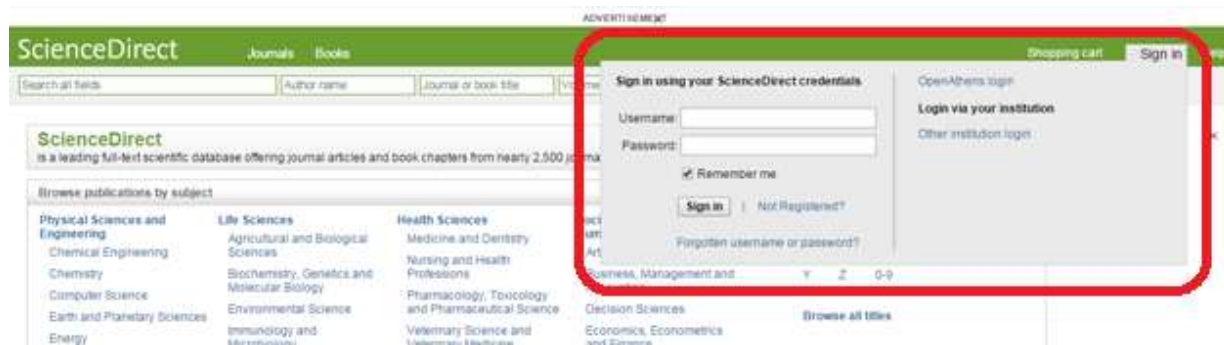 ADVERTISEMENT
ScienceDirect
Journals Books
Shopping cart Sign in
Search all fields Author name Journal or book title
ScienceDirect
is a leading full-text scientific database offering journal articles and book chapters from nearly 2,500
Browse publications by subject
Physical Sciences and
Engineering
Chemical Engineering
Chemistry
Computer Science
Earth and Planetary Sciences
Energy
Life Sciences
Agricultural and Biological
Sciences
Biochemistry, Genetics and
Molecular Biology
Environmental Science
Immunology and
Microbiology
Health Sciences
Medicine and Dentistry
Nursing and Health
Professions
Pharmacology, Toxicology
and Pharmaceutical Science
Veterinary Science and
Veterinary Medicine
Business, Management and
Decision Sciences
Economics, Econometrics
and Finance
Y Z 0-9
Browse all titles
Sign in using your ScienceDirect credentials
Username:
Password:
Remember me
Sign in | Not Registered?
Forgotten username or password?
OpenAthens login
Login via your institution
Other institution login